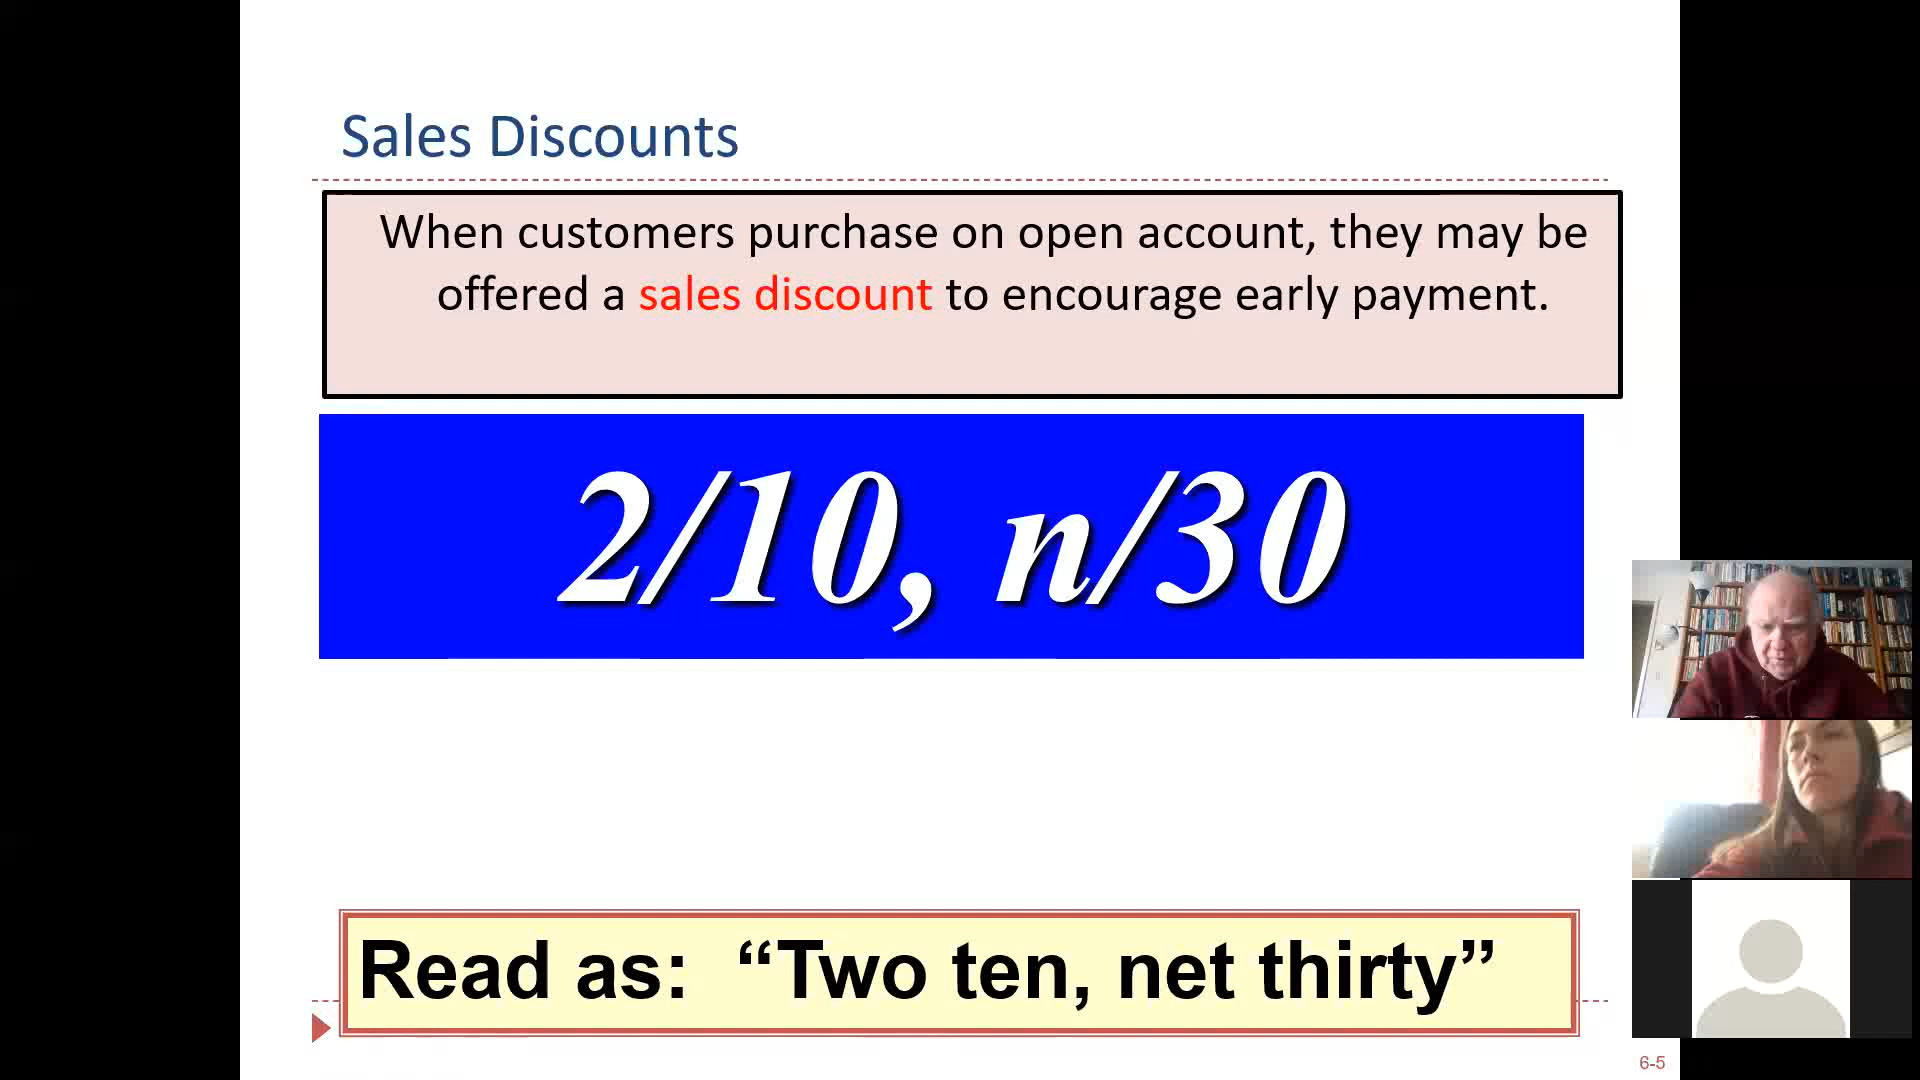 Sales Discounts
When customers purchase on open account, they may be
offered a sales discount to encourage early payment.
2/10, n/30
Read as:  “Two ten, net thirty”
6-5